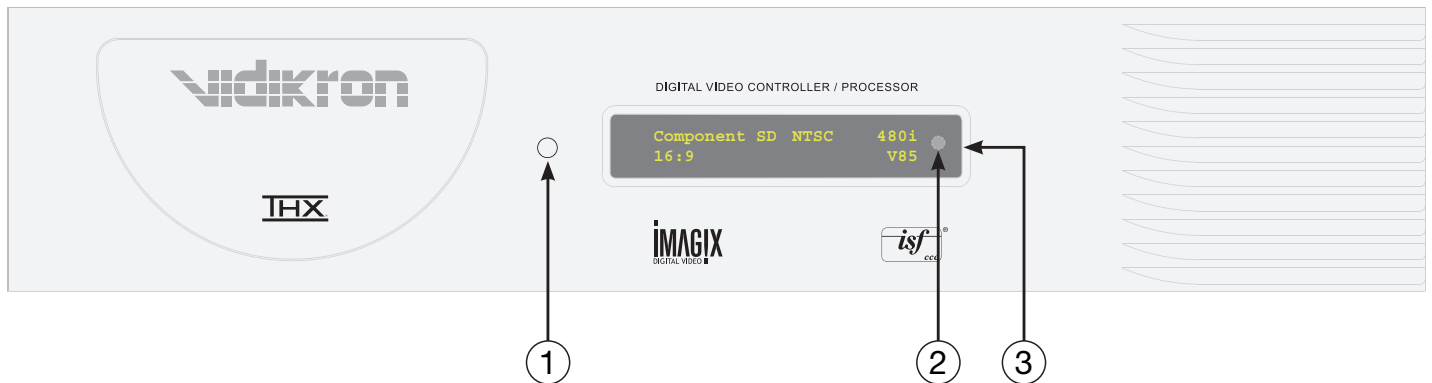 Vidikron
THX
DIGITAL VIDEO CONTROLLER / PROCESSOR
Component SD NTSC 480i
16:9 V85
IMAGIX
DIGITAL VIDEO
isf®
ccc
1
2
3